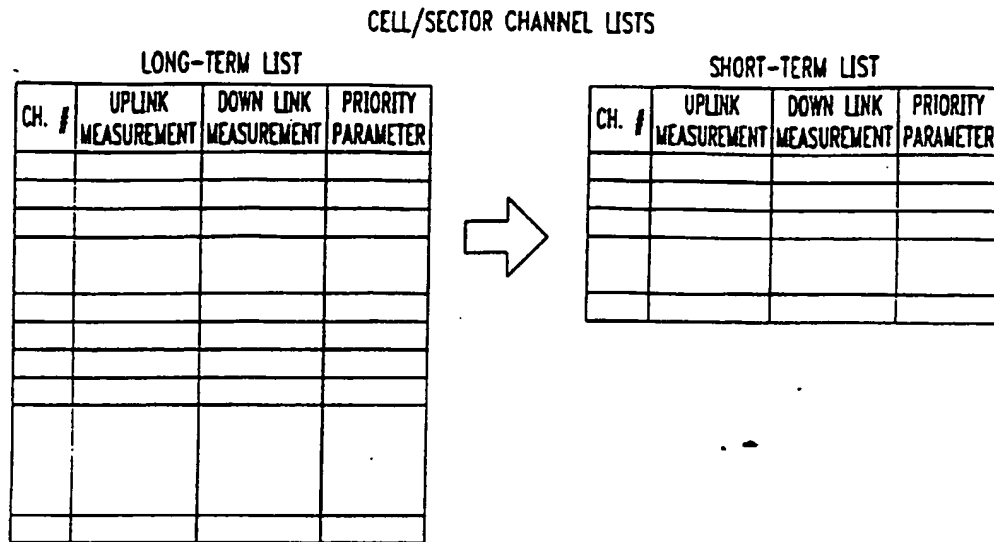 CELL/SECTOR CHANNEL LISTS
LONG-TERM LIST
CH. # UPLINK MEASUREMENT DOWN LINK MEASUREMENT PRIORITY PARAMETER
SHORT-TERM LIST
CH. # UPLINK MEASUREMENT DOWN LINK MEASUREMENT PRIORITY PARAMETER